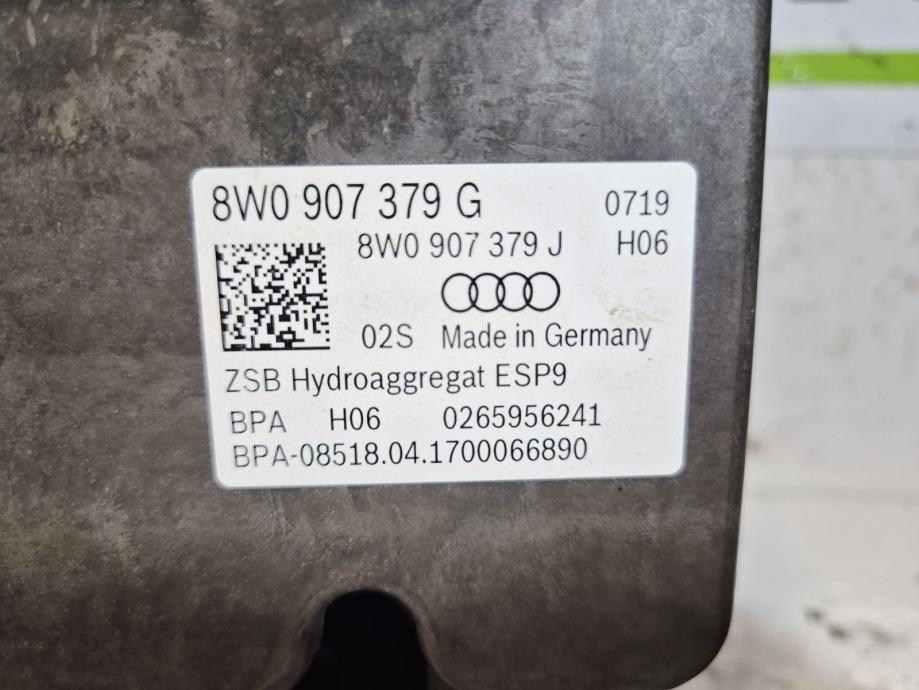 8W0 907 379 G 0719
8W0 907 379 J H06
02S Made in Germany
ZSB Hydroaggregat ESP9
BPA H06 0265956241
BPA-08518.04.1700066890